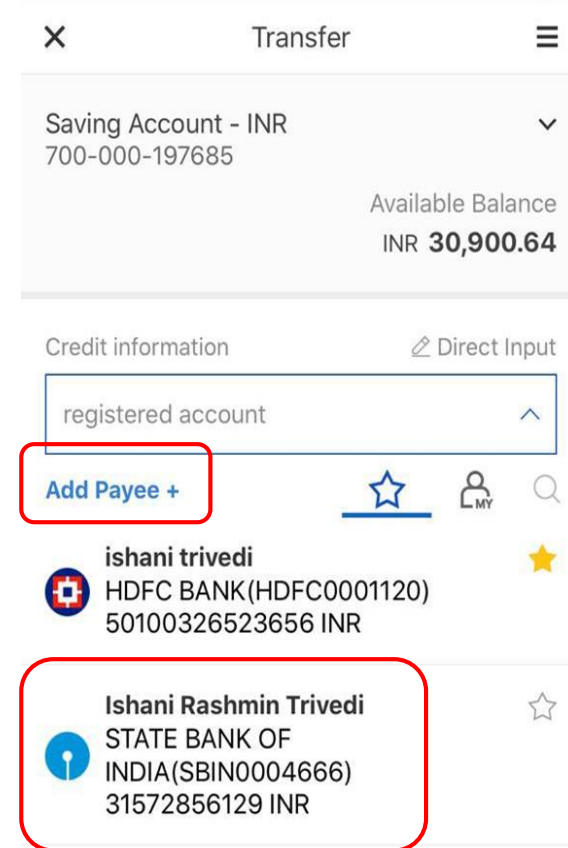 Transfer
Saving Account - INR
700-000-197685
Available Balance
INR 30,900.64
Credit information
Direct Input
registered account
Add Payee +
MY
ishani trivedi
HDFC BANK(HDFC0001120)
50100326523656 INR
Ishani Rashmin Trivedi
STATE BANK OF
INDIA(SBIN0004666)
31572856129 INR